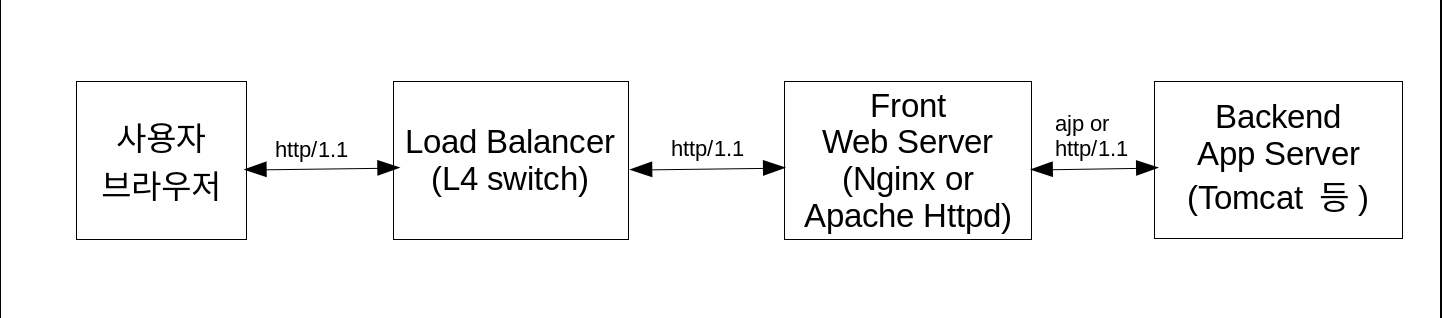 사용자
브라우저
http/1.1
Load Balancer
(L4 switch)
http/1.1
Front
Web Server
(Nginx or
Apache Httpd)
ajp or
http/1.1
Backend
App Server
(Tomcat 등 )